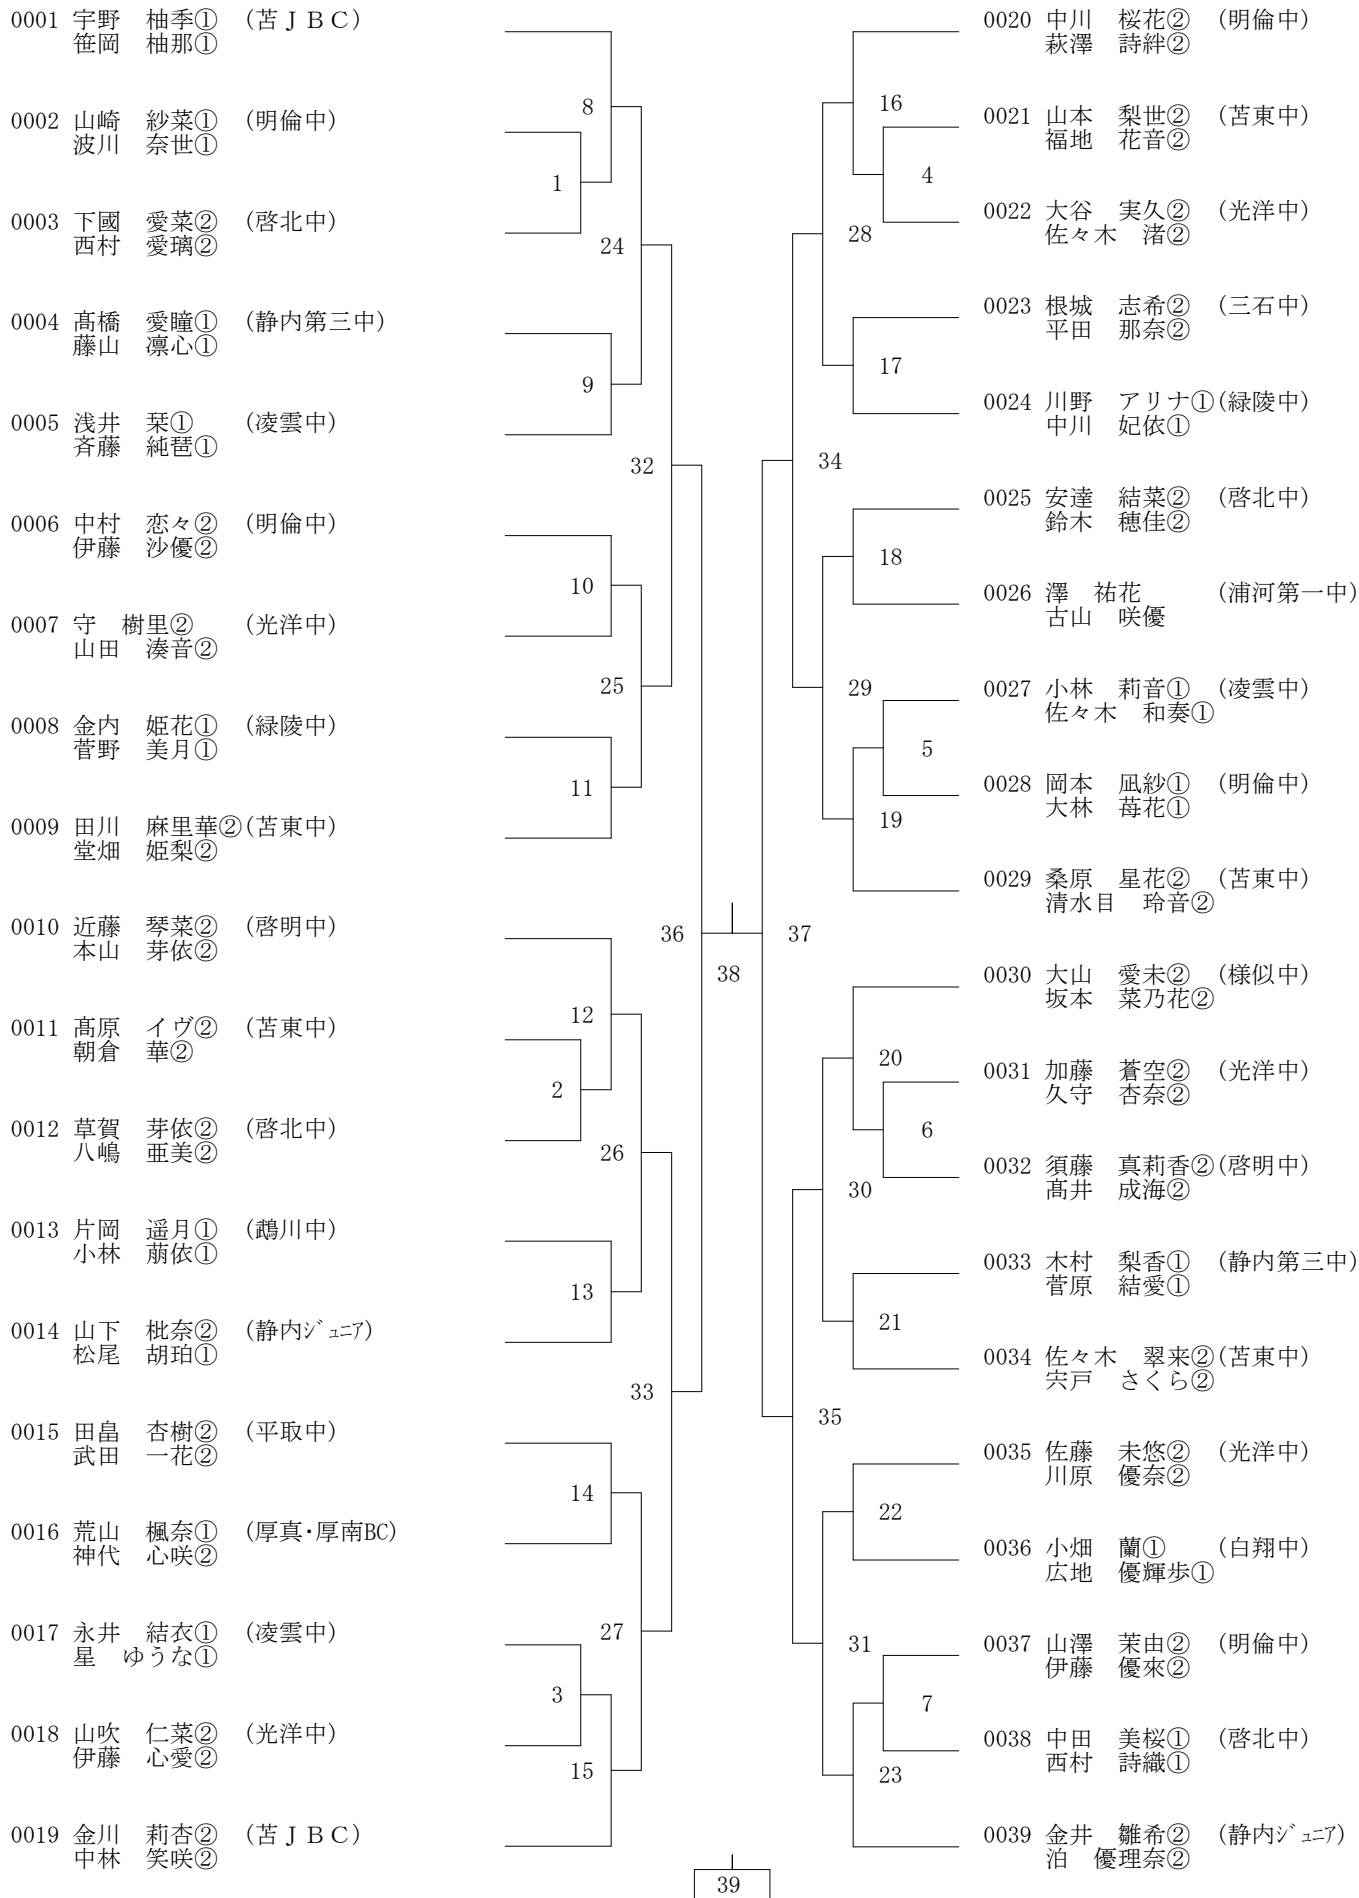 0001 宇野　柚季①　(苫ＪＢＣ)
笹岡　柚那①
0002 山崎　紗菜①　(明倫中)
波川　奈世①
0003 下國　愛菜②　(啓北中)
西村　愛璃②
0004 髙橋　愛瞳①　(静内第三中)
藤山　凛心①
0005 浅井　栞①　　(凌雲中)
斉藤　純琶①
0006 中村　恋々②　(明倫中)
伊藤　沙優②
0007 守　樹里②　　(光洋中)
山田　湊音②
0008 金内　姫花①　(緑陵中)
菅野　美月①
0009 田川　麻里華②(苫東中)
堂畑　姫梨②
0010 近藤　琴菜②　(啓明中)
本山　芽依②
0011 髙原　イヴ②　(苫東中)
朝倉　華②
0012 草賀　芽依②　(啓北中)
八嶋　亜美②
0013 片岡　遥月①　(鵡川中)
小林　萠依①
0014 山下　枇奈②　(静内ｼﾞｭﾆｱ)
松尾　胡珀①
0015 田畠　杏樹②　(平取中)
武田　一花②
0016 荒山　楓奈①　(厚真･厚南BC)
神代　心咲②
0017 永井　結衣①　(凌雲中)
星　ゆうな①
0018 山吹　仁菜②　(光洋中)
伊藤　心愛②
0019 金川　莉杏②　(苫ＪＢＣ)
中林　笑咲②
8
1
24
9
32
10
25
11
36
12
2
26
13
33
14
27
3
15
38
39
37
16
4
28
17
34
18
29
5
19
20
6
30
21
35
22
31
7
23
0020 中川　桜花②　(明倫中)
萩澤　詩絆②
0021 山本　梨世②　(苫東中)
福地　花音②
0022 大谷　実久②　(光洋中)
佐々木　渚②
0023 根城　志希②　(三石中)
平田　那奈②
0024 川野　アリナ①(緑陵中)
中川　妃依①
0025 安達　結菜②　(啓北中)
鈴木　穂佳②
0026 澤　祐花　　　(浦河第一中)
古山　咲優
0027 小林　莉音①　(凌雲中)
佐々木　和奏①
0028 岡本　凪紗①　(明倫中)
大林　苺花①
0029 桑原　星花②　(苫東中)
清水目　玲音②
0030 大山　愛未②　(様似中)
坂本　菜乃花②
0031 加藤　蒼空②　(光洋中)
久守　杏奈②
0032 須藤　真莉香②(啓明中)
髙井　成海②
0033 木村　梨香①　(静内第三中)
菅原　結愛①
0034 佐々木　翠来②(苫東中)
宍戸　さくら②
0035 佐藤　未悠②　(光洋中)
川原　優奈②
0036 小畑　蘭①　　(白翔中)
広地　優輝歩①
0037 山澤　茉由②　(明倫中)
伊藤　優來②
0038 中田　美桜①　(啓北中)
西村　詩織①
0039 金井　雛希②　(静内ｼﾞｭﾆｱ)
泊　優理奈②